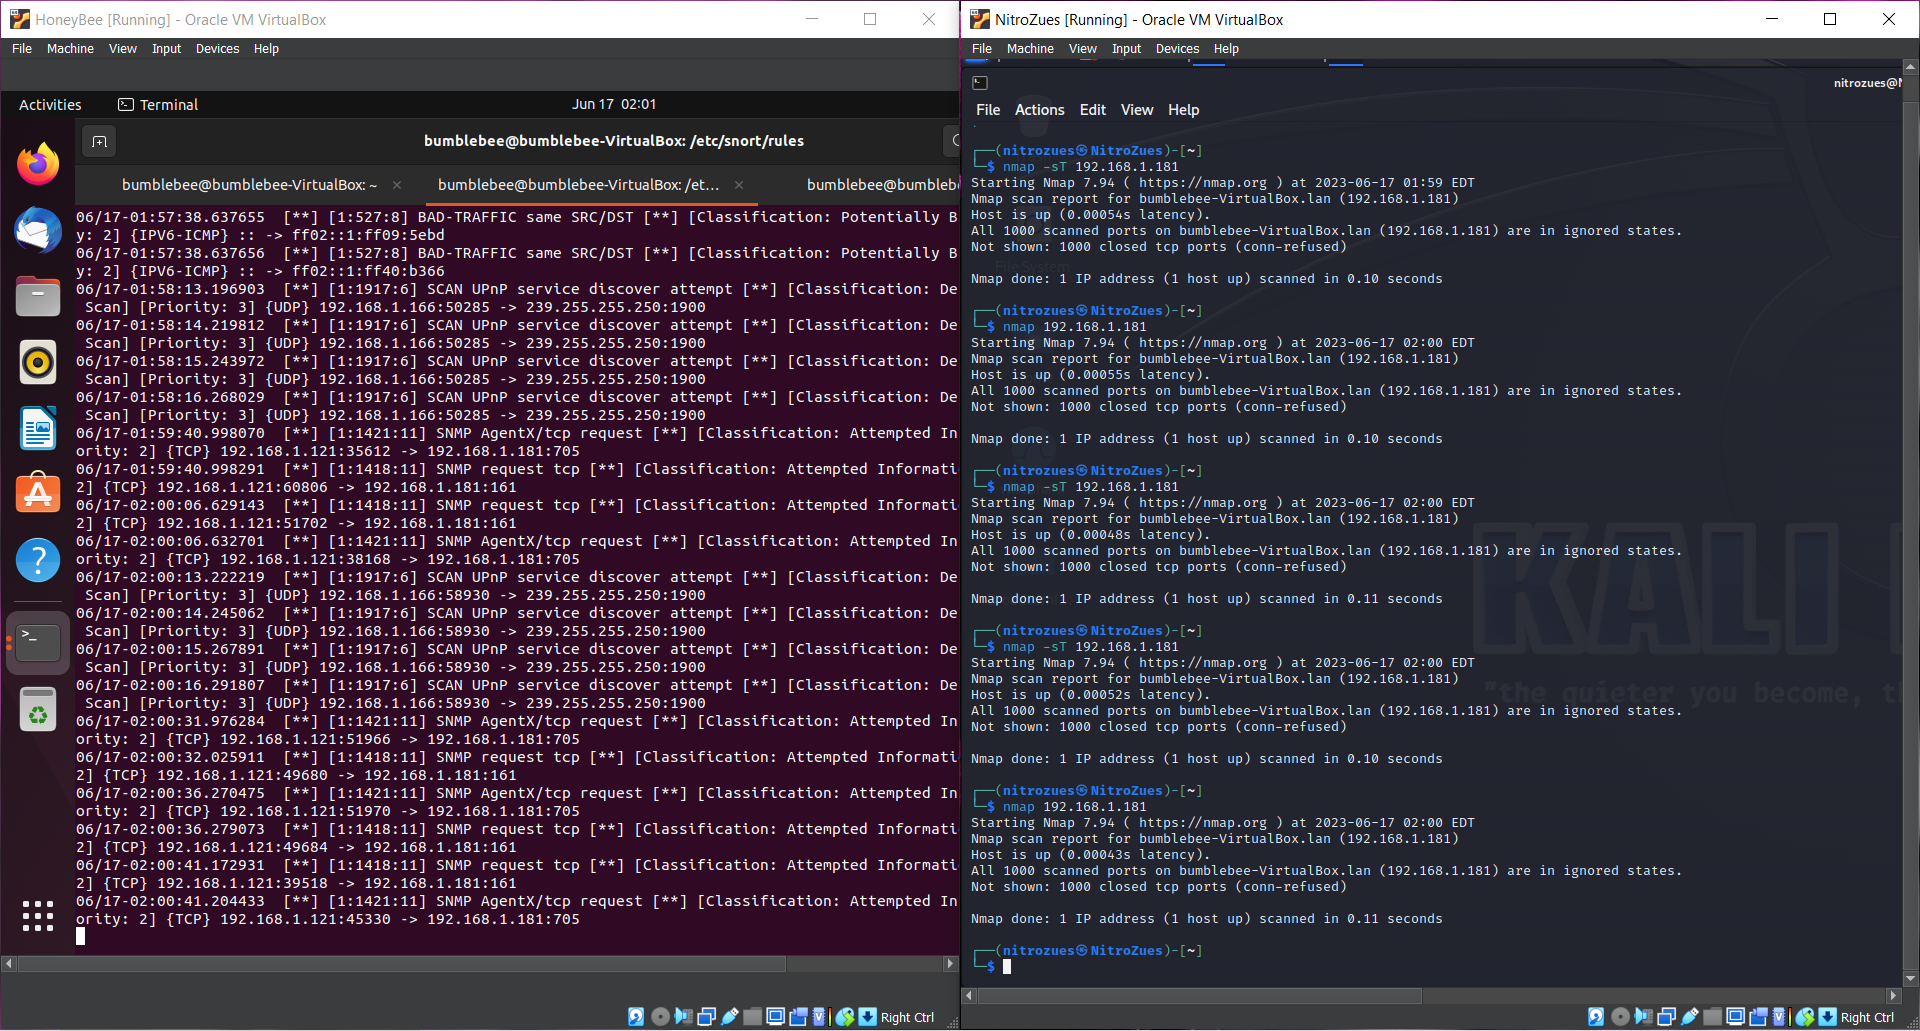 HoneyBee [Running] - Oracle VM VirtualBox
File Machine View Input Devices Help
Activities Terminal Jun 17 02:01
bumblebee@bumblebee-VirtualBox: /etc/snort/rules
bumblebee@bumblebee-VirtualBox: ~ × bumblebee@bumblebee-VirtualBox: /et... × bumblebee@bumbleb
06/17-01:57:38.637655 [**] [1:527:8] BAD-TRAFFIC same SRC/DST [**] [Classification: Potentially B
y: 2] {IPV6-ICMP} :: -> ff02::1:ff09:5ebd
06/17-01:57:38.637656 [**] [1:527:8] BAD-TRAFFIC same SRC/DST [**] [Classification: Potentially B
y: 2] {IPV6-ICMP} :: -> ff02::1:ff40:b366
06/17-01:58:13.196903 [**] [1:1917:6] SCAN UPnP service discover attempt [**] [Classification: De
Scan] [Priority: 3] {UDP} 192.168.1.166:50285 -> 239.255.255.250:1900
06/17-01:58:14.219812 [**] [1:1917:6] SCAN UPnP service discover attempt [**] [Classification: De
Scan] [Priority: 3] {UDP} 192.168.1.166:50285 -> 239.255.255.250:1900
06/17-01:58:15.243972 [**] [1:1917:6] SCAN UPnP service discover attempt [**] [Classification: De
Scan] [Priority: 3] {UDP} 192.168.1.166:50285 -> 239.255.255.250:1900
06/17-01:58:16.268029 [**] [1:1917:6] SCAN UPnP service discover attempt [**] [Classification: De
Scan] [Priority: 3] {UDP} 192.168.1.166:50285 -> 239.255.255.250:1900
06/17-01:59:40.998070 [**] [1:1421:11] SNMP AgentX/tcp request [**] [Classification: Attempted In
ority: 2] {TCP} 192.168.1.121:35612 -> 192.168.1.181:705
06/17-01:59:40.998291 [**] [1:1418:11] SNMP request tcp [**] [Classification: Attempted Informati
2] {TCP} 192.168.1.121:60806 -> 192.168.1.181:161
06/17-02:00:06.629143 [**] [1:1418:11] SNMP request tcp [**] [Classification: Attempted Informati
2] {TCP} 192.168.1.121:51702 -> 192.168.1.181:161
06/17-02:00:06.632701 [**] [1:1421:11] SNMP AgentX/tcp request [**] [Classification: Attempted In
ority: 2] {TCP} 192.168.1.121:38168 -> 192.168.1.181:705
06/17-02:00:13.222219 [**] [1:1917:6] SCAN UPnP service discover attempt [**] [Classification: De
Scan] [Priority: 3] {UDP} 192.168.1.166:58930 -> 239.255.255.250:1900
06/17-02:00:14.245062 [**] [1:1917:6] SCAN UPnP service discover attempt [**] [Classification: De
Scan] [Priority: 3] {UDP} 192.168.1.166:58930 -> 239.255.255.250:1900
06/17-02:00:15.267891 [**] [1:1917:6] SCAN UPnP service discover attempt [**] [Classification: De
Scan] [Priority: 3] {UDP} 192.168.1.166:58930 -> 239.255.255.250:1900
06/17-02:00:16.291807 [**] [1:1917:6] SCAN UPnP service discover attempt [**] [Classification: De
Scan] [Priority: 3] {UDP} 192.168.1.166:58930 -> 239.255.255.250:1900
06/17-02:00:31.976284 [**] [1:1421:11] SNMP AgentX/tcp request [**] [Classification: Attempted In
ority: 2] {TCP} 192.168.1.121:51966 -> 192.168.1.181:705
06/17-02:00:32.025911 [**] [1:1418:11] SNMP request tcp [**] [Classification: Attempted Informati
2] {TCP} 192.168.1.121:49680 -> 192.168.1.181:161
06/17-02:00:36.270475 [**] [1:1421:11] SNMP AgentX/tcp request [**] [Classification: Attempted In
ority: 2] {TCP} 192.168.1.121:51970 -> 192.168.1.181:705
06/17-02:00:36.279073 [**] [1:1418:11] SNMP request tcp [**] [Classification: Attempted Informati
2] {TCP} 192.168.1.121:49684 -> 192.168.1.181:161
06/17-02:00:41.172931 [**] [1:1418:11] SNMP request tcp [**] [Classification: Attempted Informati
2] {TCP} 192.168.1.121:39518 -> 192.168.1.181:161
06/17-02:00:41.204433 [**] [1:1421:11] SNMP AgentX/tcp request [**] [Classification: Attempted In
ority: 2] {TCP} 192.168.1.121:45330 -> 192.168.1.181:705
Right Ctrl
NitroZues [Running] - Oracle VM VirtualBox
File Machine View Input Devices Help
nitrozues@N
File Actions Edit View Help
┌──(nitrozues㉿NitroZues)-[~]
└─$ nmap -sT 192.168.1.181
Starting Nmap 7.94 ( https://nmap.org ) at 2023-06-17 01:59 EDT
Nmap scan report for bumblebee-VirtualBox.lan (192.168.1.181)
Host is up (0.00054s latency).
All 1000 scanned ports on bumblebee-VirtualBox.lan (192.168.1.181) are in ignored states.
Not shown: 1000 closed tcp ports (conn-refused)
Nmap done: 1 IP address (1 host up) scanned in 0.10 seconds
┌──(nitrozues㉿NitroZues)-[~]
└─$ nmap 192.168.1.181
Starting Nmap 7.94 ( https://nmap.org ) at 2023-06-17 02:00 EDT
Nmap scan report for bumblebee-VirtualBox.lan (192.168.1.181)
Host is up (0.00055s latency).
All 1000 scanned ports on bumblebee-VirtualBox.lan (192.168.1.181) are in ignored states.
Not shown: 1000 closed tcp ports (conn-refused)
Nmap done: 1 IP address (1 host up) scanned in 0.10 seconds
┌──(nitrozues㉿NitroZues)-[~]
└─$ nmap -sT 192.168.1.181
Starting Nmap 7.94 ( https://nmap.org ) at 2023-06-17 02:00 EDT
Nmap scan report for bumblebee-VirtualBox.lan (192.168.1.181)
Host is up (0.00048s latency).
All 1000 scanned ports on bumblebee-VirtualBox.lan (192.168.1.181) are in ignored states.
Not shown: 1000 closed tcp ports (conn-refused)
Nmap done: 1 IP address (1 host up) scanned in 0.11 seconds
┌──(nitrozues㉿NitroZues)-[~]
└─$ nmap -sT 192.168.1.181
Starting Nmap 7.94 ( https://nmap.org ) at 2023-06-17 02:00 EDT
Nmap scan report for bumblebee-VirtualBox.lan (192.168.1.181)
Host is up (0.00052s latency).
All 1000 scanned ports on bumblebee-VirtualBox.lan (192.168.1.181) are in ignored states.
Not shown: 1000 closed tcp ports (conn-refused)
Nmap done: 1 IP address (1 host up) scanned in 0.10 seconds
┌──(nitrozues㉿NitroZues)-[~]
└─$ nmap 192.168.1.181
Starting Nmap 7.94 ( https://nmap.org ) at 2023-06-17 02:00 EDT
Nmap scan report for bumblebee-VirtualBox.lan (192.168.1.181)
Host is up (0.00043s latency).
All 1000 scanned ports on bumblebee-VirtualBox.lan (192.168.1.181) are in ignored states.
Not shown: 1000 closed tcp ports (conn-refused)
Nmap done: 1 IP address (1 host up) scanned in 0.11 seconds
┌──(nitrozues㉿NitroZues)-[~]
└─$
KALI
"the quieter you become, th
Right Ctrl